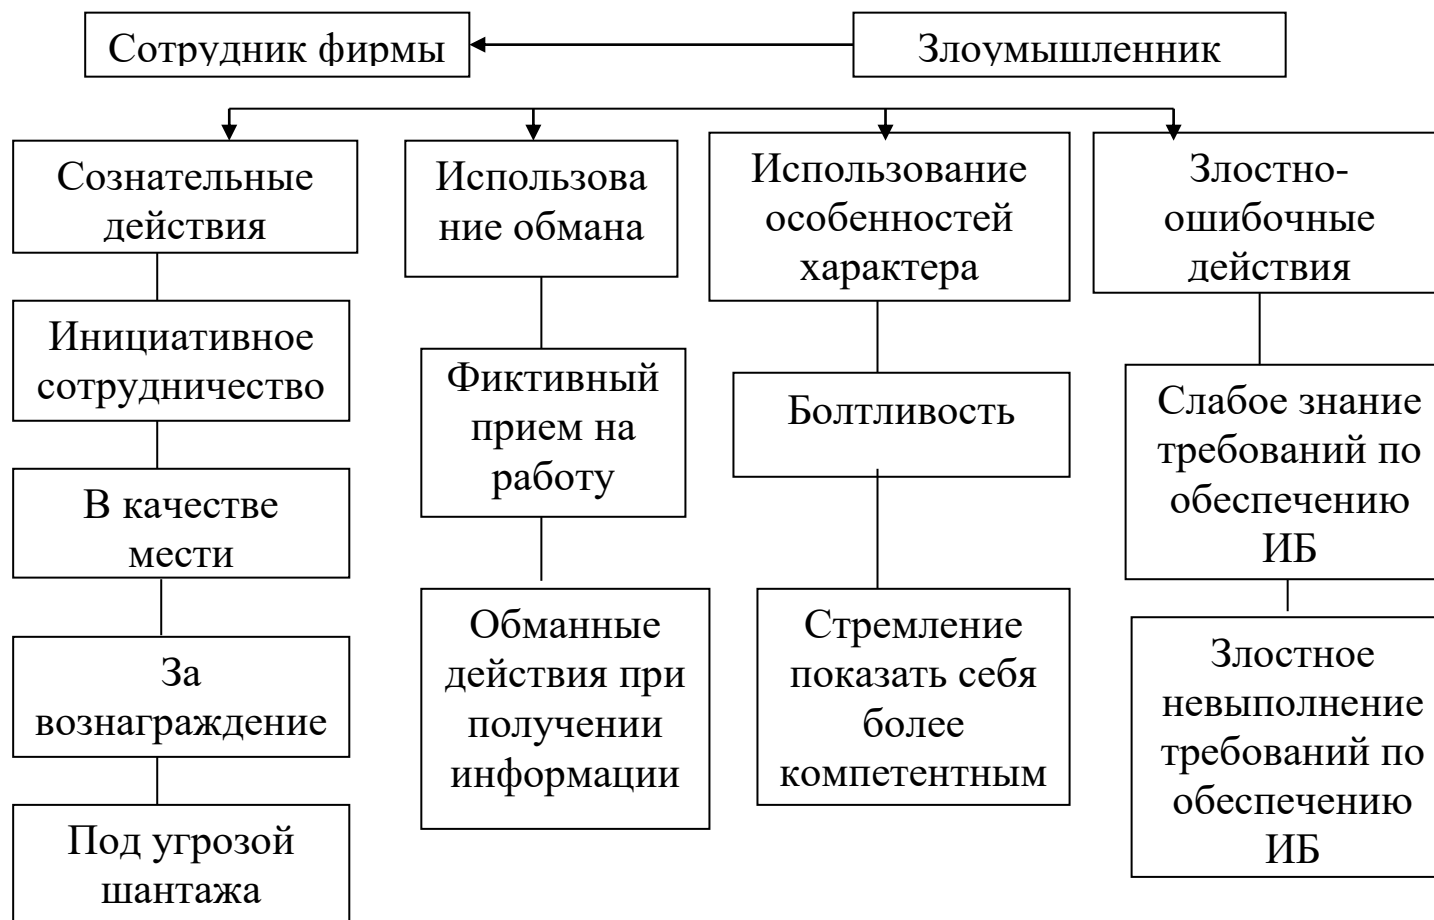 Сотрудник фирмы
Злоумышленник
Сознательные
действия
Инициативное
сотрудничество
В качестве
мести
За
вознаграждение
Под угрозой
шантажа
Использова
ние обмана
Фиктивный
прием на
работу
Обманные
действия при
получении
информации
Использование
особенностей
характера
Болтливость
Стремление
показать себя
более
компетентным
Злостно-
ошибочные
действия
Слабое знание
требований по
обеспечению
ИБ
Злостное
невыполнение
требований по
обеспечению
ИБ